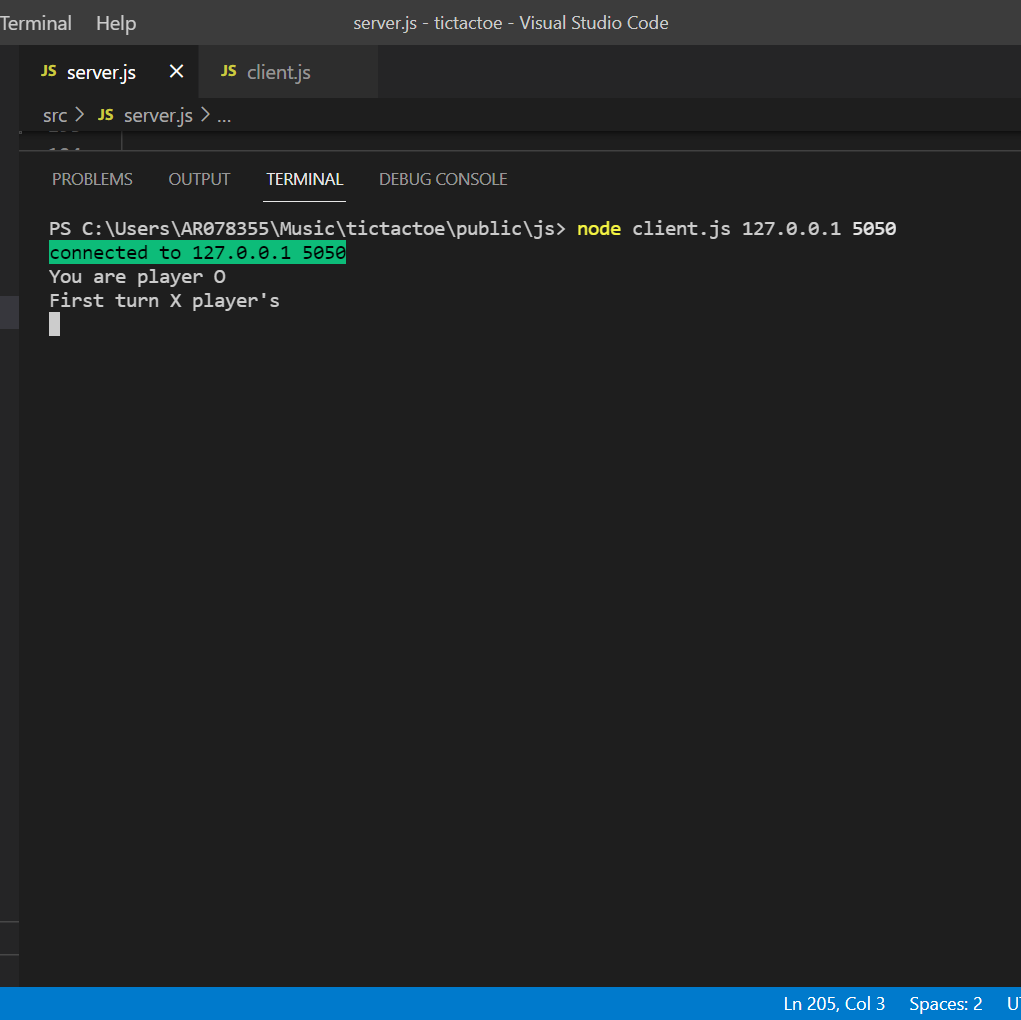 Terminal Help server.js - tictactoe - Visual Studio Code
JS server.js JS client.js
src > JS server.js > ...
PROBLEMS OUTPUT TERMINAL DEBUG CONSOLE
PS C:\Users\AR078355\Music\tictactoe\public\js> node client.js 127.0.0.1 5050
connected to 127.0.0.1 5050
You are player O
First turn X player's
Ln 205, Col 3 Spaces: 2